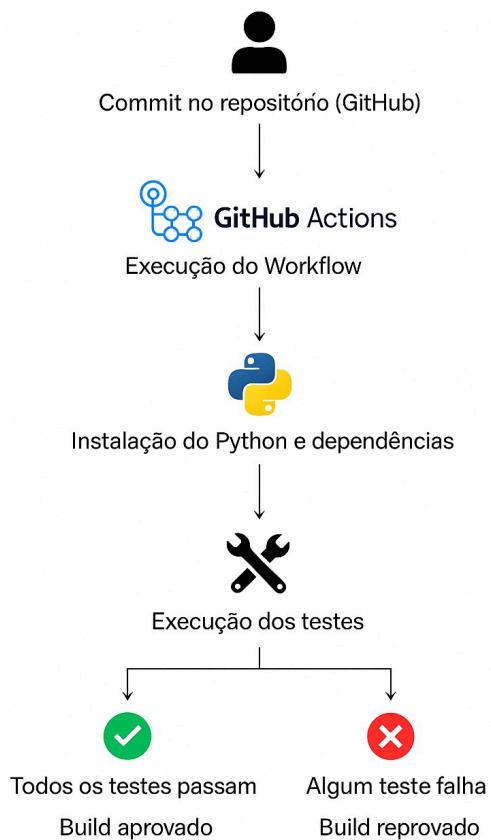 Commit no repositório (GitHub)
GitHub Actions
Execução do Workflow
Instalação do Python e dependências
Execução dos testes
Todos os testes passam
Algum teste falha
Build aprovado
Build reprovado